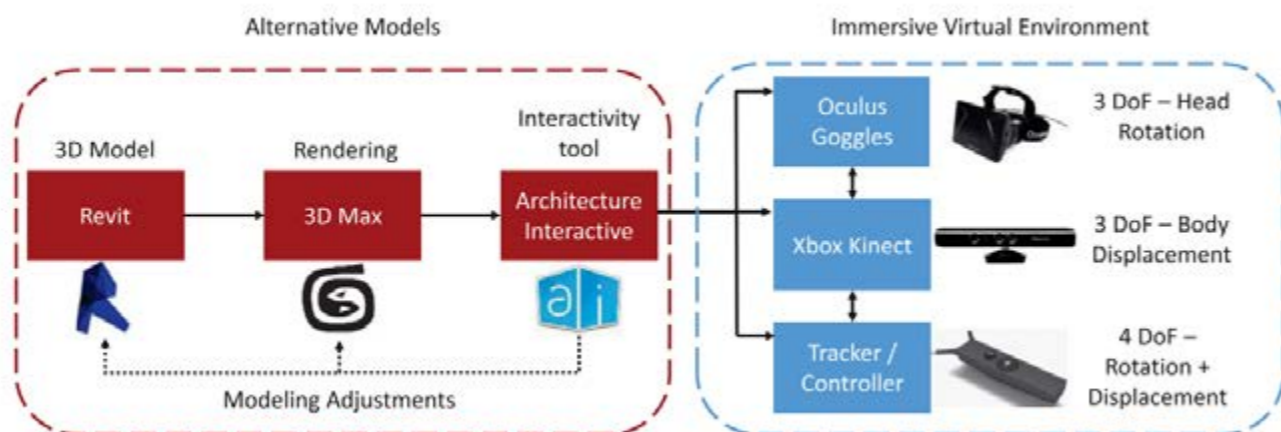 Alternative Models
Immersive Virtual Environment
3D Model
Rendering
Interactivity
tool
Revit
3D Max
Architecture
Interactive
ai
Modeling Adjustments
Oculus
Goggles
3 DoF – Head
Rotation
Xbox Kinect
3 DoF – Body
Displacement
Tracker /
Controller
4 DoF –
Rotation +
Displacement